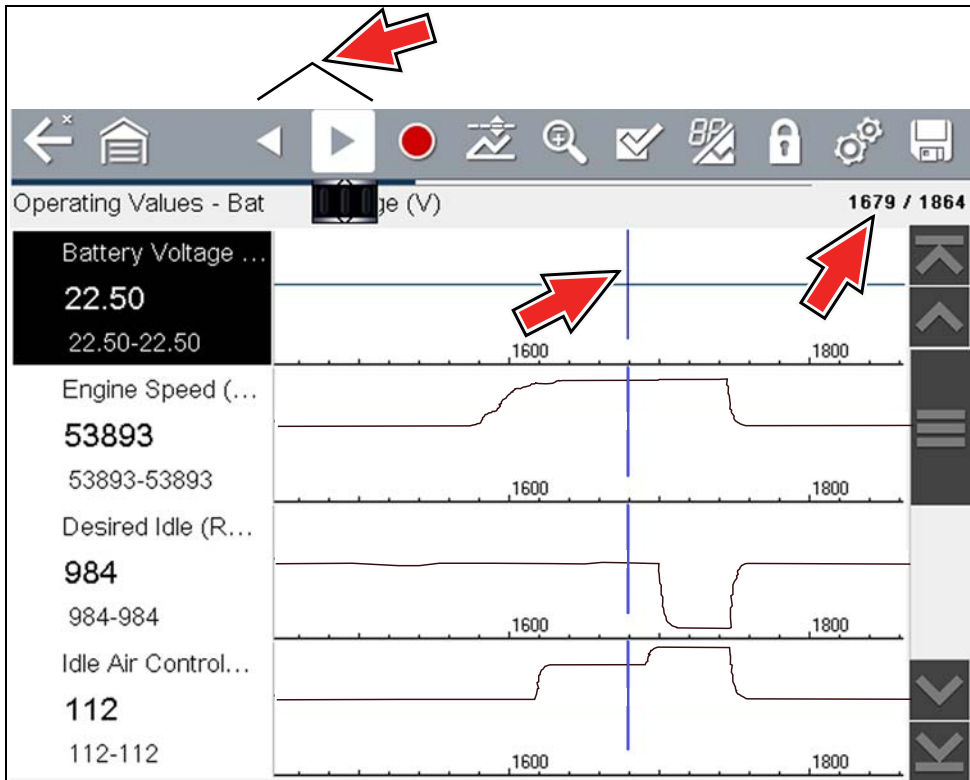 Operating Values - Bat ge (V)
1679 / 1864
Battery Voltage ...
22.50
22.50-22.50
1600 1800
Engine Speed (...
53893
53893-53893
1600 1800
Desired Idle (R...
984
984-984
1600 1800
Idle Air Control...
112
112-112
1600 1800